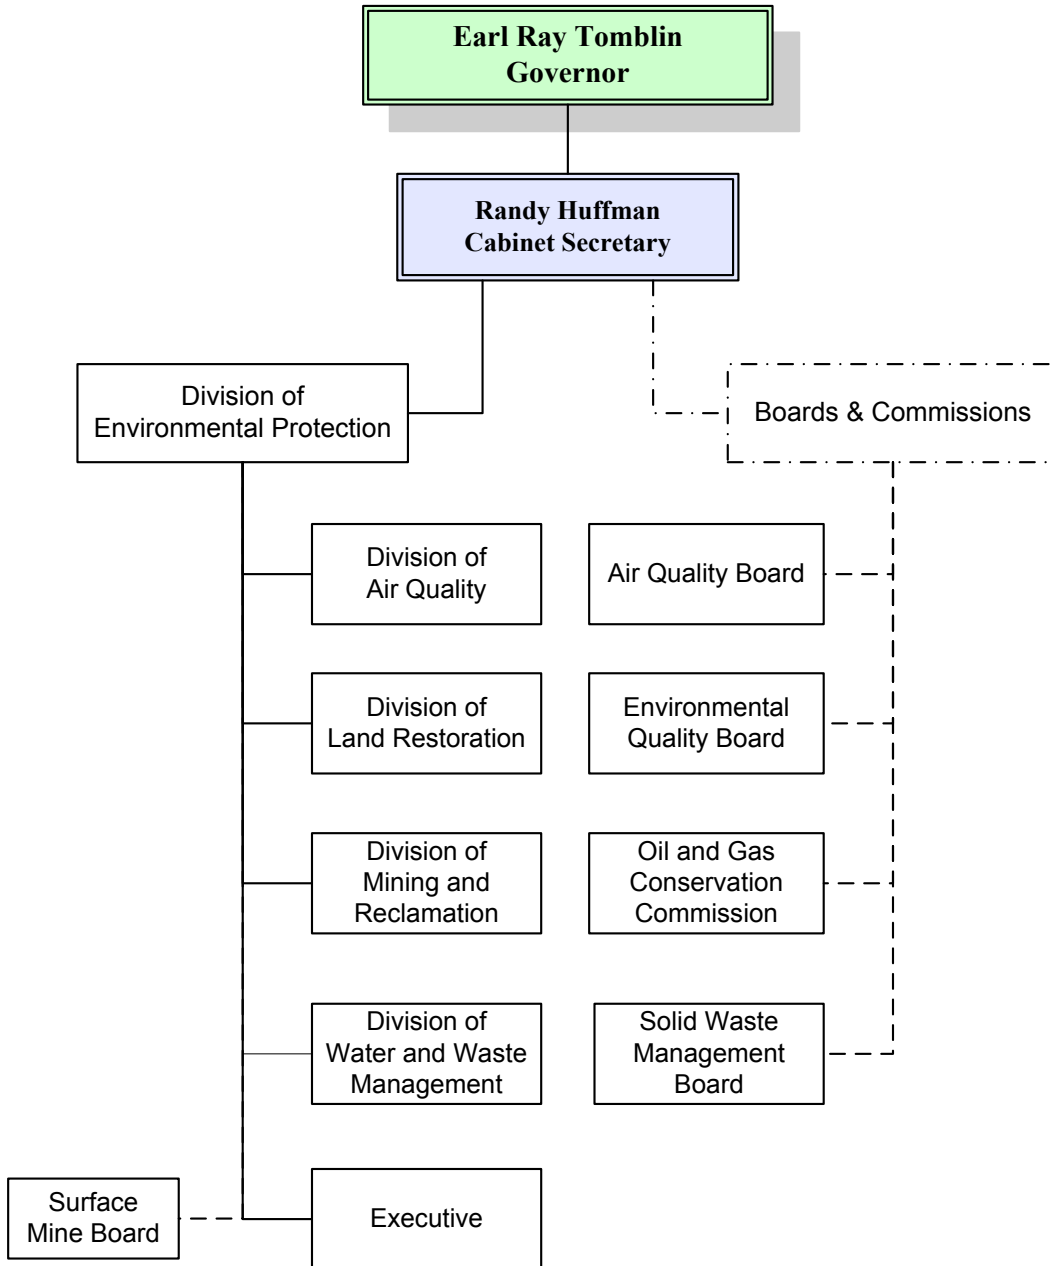 Earl Ray Tomblin
Governor
Randy Huffman
Cabinet Secretary
Division of
Environmental Protection
Boards & Commissions
Division of
Air Quality
Air Quality Board
Division of
Land Restoration
Environmental
Quality Board
Division of
Mining and
Reclamation
Oil and Gas
Conservation
Commission
Division of
Water and Waste
Management
Solid Waste
Management
Board
Surface
Mine Board
Executive